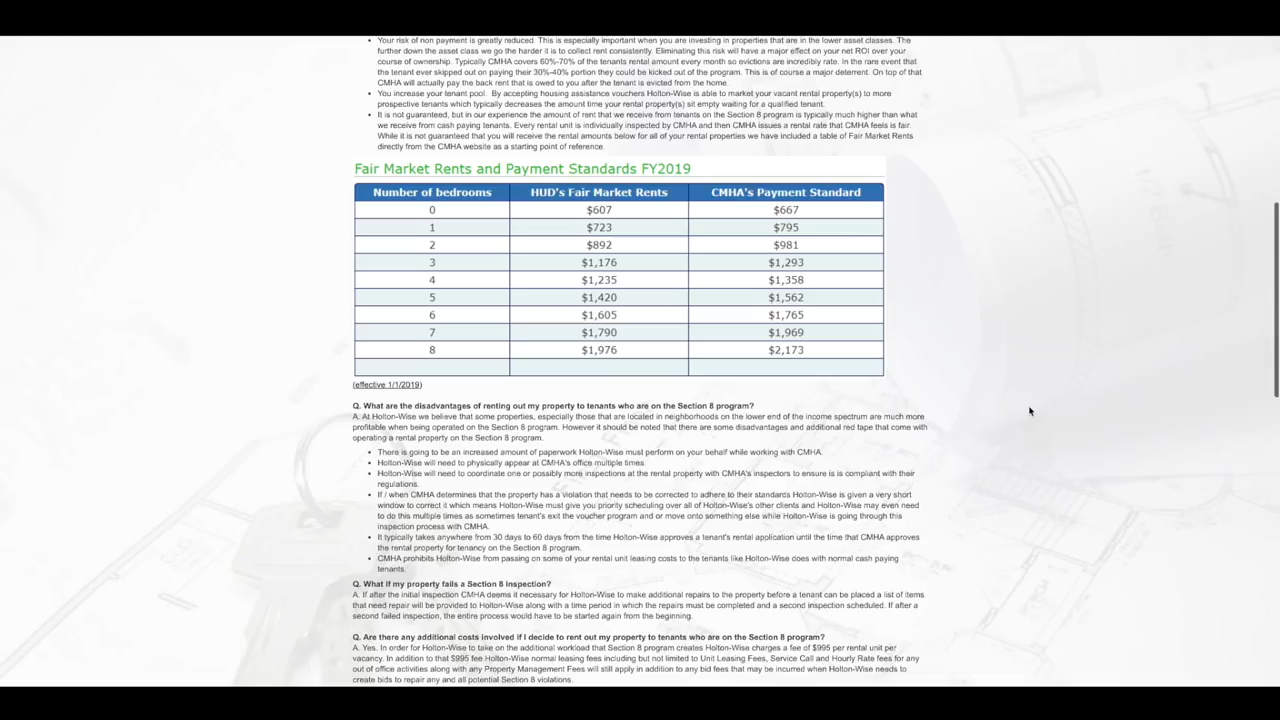 • Your risk of non payment is greatly reduced. This is especially important when you are investing in properties that are in the lower asset classes. The
further down the asset class we go the harder it is to collect rent consistently. Eliminating this risk will have a major effect on your net ROI over your
course of ownership. Typically CMHA covers 60%-70% of the tenants rental amount every month so evictions are incredibly rate. In the rare event that
the tenant ever skipped out on paying their 30%-40% portion they could be kicked out of the program. This is of course a major deterrent. On top of that
CMHA will actually pay the back rent that is owed to you after the tenant is evicted from the home.
• You increase your tenant pool. By accepting housing assistance vouchers Holton-Wise is able to market your vacant rental property(s) to more
prospective tenants which typically decreases the amount time your rental property(s) sit empty waiting for a qualified tenant.
• It is not guaranteed, but in our experience the amount of rent that we receive from tenants on the Section 8 program is typically much higher than what
we receive from cash paying tenants. Every rental unit is individually inspected by CMHA and then CMHA issues a rental rate that CMHA feels is fair.
While it is not guaranteed that you will receive the rental amounts below for all of your rental properties we have included a table of Fair Market Rents
directly from the CMHA website as a starting point of reference.
Fair Market Rents and Payment Standards FY2019
Number of bedrooms HUD's Fair Market Rents CMHA's Payment Standard
0 $607 $667
1 $723 $795
2 $892 $981
3 $1,176 $1,293
4 $1,235 $1,358
5 $1,420 $1,562
6 $1,605 $1,765
7 $1,790 $1,969
8 $1,976 $2,173
(effective 1/1/2019)
Q. What are the disadvantages of renting out my property to tenants who are on the Section 8 program?
A. At Holton-Wise we believe that some properties, especially those that are located in neighborhoods on the lower end of the income spectrum are much more
profitable when being operated on the Section 8 program. However it should be noted that there are some disadvantages and additional red tape that come with
operating a rental property on the Section 8 program.
• There is going to be an increased amount of paperwork Holton-Wise must perform on your behalf while working with CMHA.
• Holton-Wise will need to physically appear at CMHA's office multiple times.
• Holton-Wise will need to coordinate one or possibly more inspections at the rental property with CMHA's inspectors to ensure is is compliant with their
regulations.
• If / when CMHA determines that the property has a violation that needs to be corrected to adhere to their standards Holton-Wise is given a very short
window to correct it which means Holton-Wise must give you priority scheduling over all of Holton-Wise's other clients and Holton-Wise may even need
to do this multiple times as sometimes tenant's exit the voucher program and or move onto something else while Holton-Wise is going through this
inspection process with CMHA.
• It typically takes anywhere from 30 days to 60 days from the time Holton-Wise approves a tenant's rental application until the time that CMHA approves
the rental property for tenancy on the Section 8 program.
• CMHA prohibits Holton-Wise from passing on some of your rental unit leasing costs to the tenants like Holton-Wise does with normal cash paying
tenants.
Q. What if my property fails a Section 8 Inspection?
A. If after the initial inspection CMHA deems it necessary for Holton-Wise to make additional repairs to the property before a tenant can be placed a list of items
that need repair will be provided to Holton-Wise along with a time period in which the repairs must be completed and a second inspection scheduled. If after a
second failed inspection, the entire process would have to be started again from the beginning.
Q. Are there any additional costs involved if I decide to rent out my property to tenants who are on the Section 8 program?
A. Yes. In order for Holton-Wise to take on the additional workload that Section 8 program creates Holton-Wise charges a fee of $995 per rental unit per
vacancy. In addition to that $995 fee Holton-Wise normal leasing fees including but not limited to Unit Leasing Fees, Service Call and Hourly Rate fees for any
out of office activities along with any Property Management Fees will still apply in addition to any bid fees that may be incurred when Holton-Wise needs to
create bids to repair any and all potential Section 8 violations.